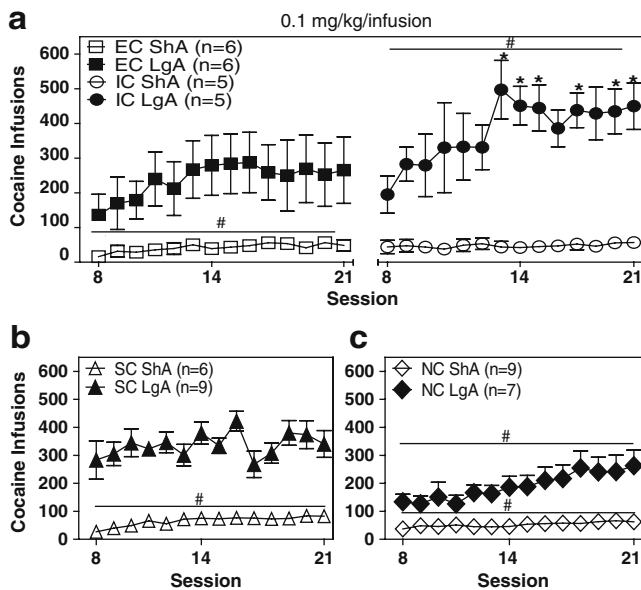 a
0.1 mg/kg/infusion
EC ShA (n=6)
EC LgA (n=6)
IC ShA (n=5)
IC LgA (n=5)
Cocaine Infusions
600
500
400
300
200
100
0
#
8
14
21
#
* * * * * *
8
14
21
Session
b
SC ShA (n=6)
SC LgA (n=9)
Cocaine Infusions
600
500
400
300
200
100
0
#
8
14
21
Session
c
NC ShA (n=9)
NC LgA (n=7)
600
500
400
300
200
100
0
#
#
8
14
21
Session